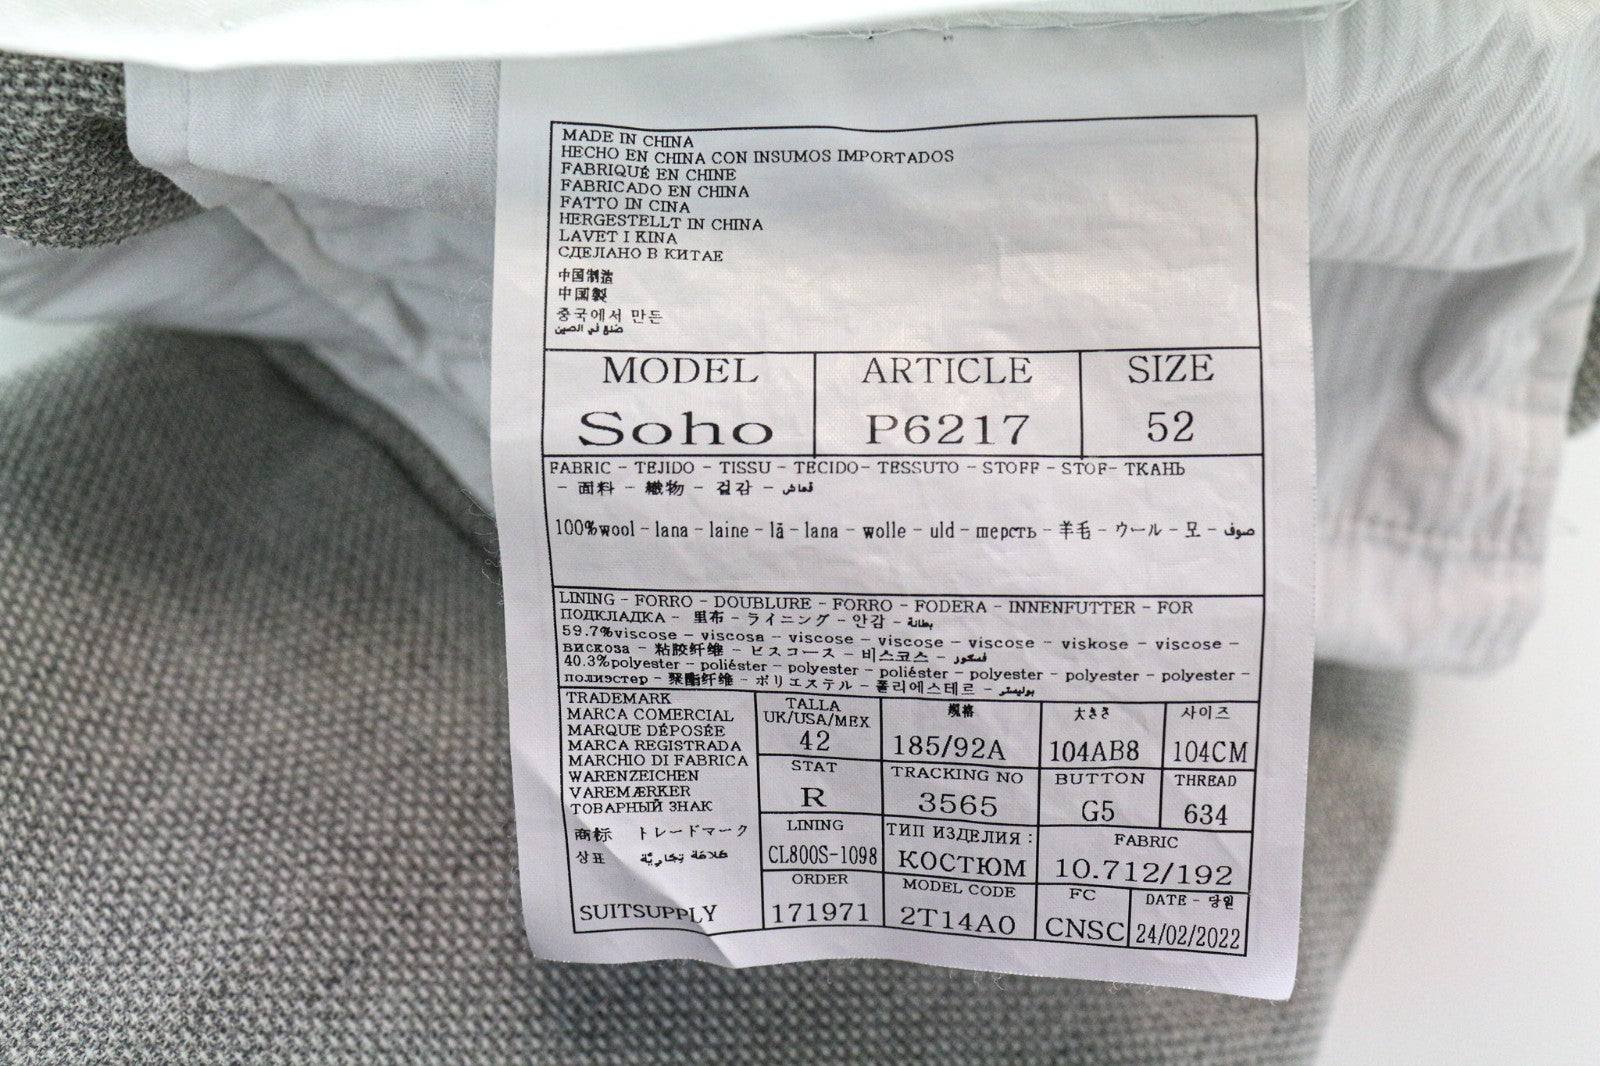 MADE IN CHINA
HECHO EN CHINA CON INSUMOS IMPORTADOS
FABRIQUÉ EN CHINE
FABRICADO EN CHINA
FATTO IN CINA
HERGESTELLT IN CHINA
LAVET I KINA
СДЕЛАНО В КИТАЕ
中国制造
中国製
중국에서 만든
صنع في الصين
MODEL ARTICLE SIZE
Soho P6217 52
FABRIC - TEJIDO - TISSU - TECIDO- TESSUTO - STOFF - STOF- ТКАНЬ
- 面料 - 織物 - 겉감 - قماش
100%wool - lana - laine - lã - lana - wolle - uld - шерсть - 羊毛 - ウール - 모 - صوف
LINING - FORRO - DOUBLURE - FORRO - FODERA - INNENFUTTER - FOR
ПОДКЛАДКА - 里布 - ライニング - 안감 - بطانة
59.7%viscose - viscosa - viscose - viscose - viscose - viskose - viscose -
вискоза - 粘胶纤维 - ビスコース - 비스코스 - فسكوز
40.3%polyester - poliéster - polyester - poliéster - polyester - polyester - polyester -
полиэстер - 聚酯纤维 - ポリエステル - 폴리에스테르 - بوليستر
TRADEMARK
MARCA COMERCIAL
MARQUE DÉPOSÉE
MARCA REGISTRADA
MARCHIO DI FABRICA
WARENZEICHEN
VAREMÆRKER
ТОВАРНЫЙ ЗНАК
商标 トレードマーク
상표 علامة تجارية
SUITSUPPLY
TALLA 规格 大きさ 사이즈
UK/USA/MEX
42 185/92A 104AB8 104CM
STAT TRACKING NO BUTTON THREAD
R 3565 G5 634
LINING ТИП ИЗДЕЛИЯ : FABRIC
CL800S-1098 КОСТЮМ 10.712/192
ORDER MODEL CODE FC DATE - 당일
171971 2T14A0 CNSC 24/02/2022